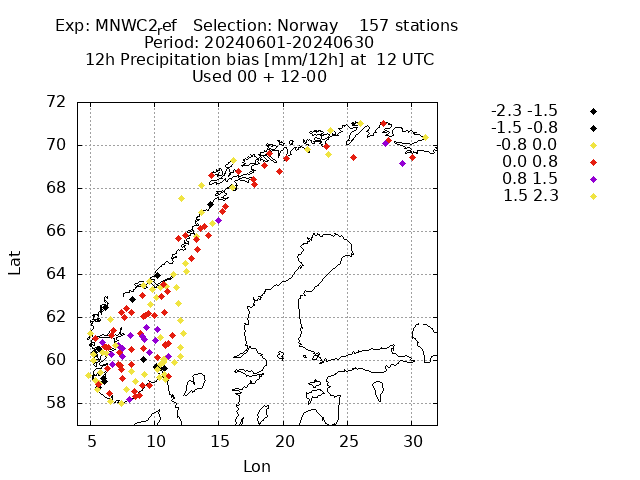 Exp: MNWC2ref Selection: Norway 157 stations
Period: 20240601-20240630
12h Precipitation bias [mm/12h] at 12 UTC
Used 00 + 12-00
-2.3 -1.5
-1.5 -0.8
-0.8 0.0
0.0 0.8
0.8 1.5
1.5 2.3
72
70
68
66
64
62
60
58
Lat
5 10 15 20 25 30
Lon